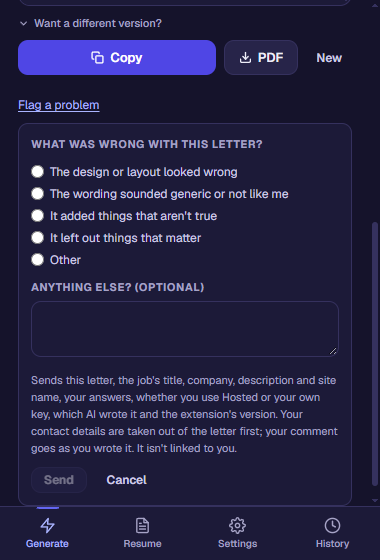 Want a different version?
Copy
PDF
New
Flag a problem
WHAT WAS WRONG WITH THIS LETTER?
The design or layout looked wrong
The wording sounded generic or not like me
It added things that aren't true
It left out things that matter
Other
ANYTHING ELSE? (OPTIONAL)
Sends this letter, the job's title, company, description and site
name, your answers, whether you use Hosted or your own
key, which AI wrote it and the extension's version. Your
contact details are taken out of the letter first; your comment
goes as you wrote it. It isn't linked to you.
Send
Cancel
Generate
Resume
Settings
History